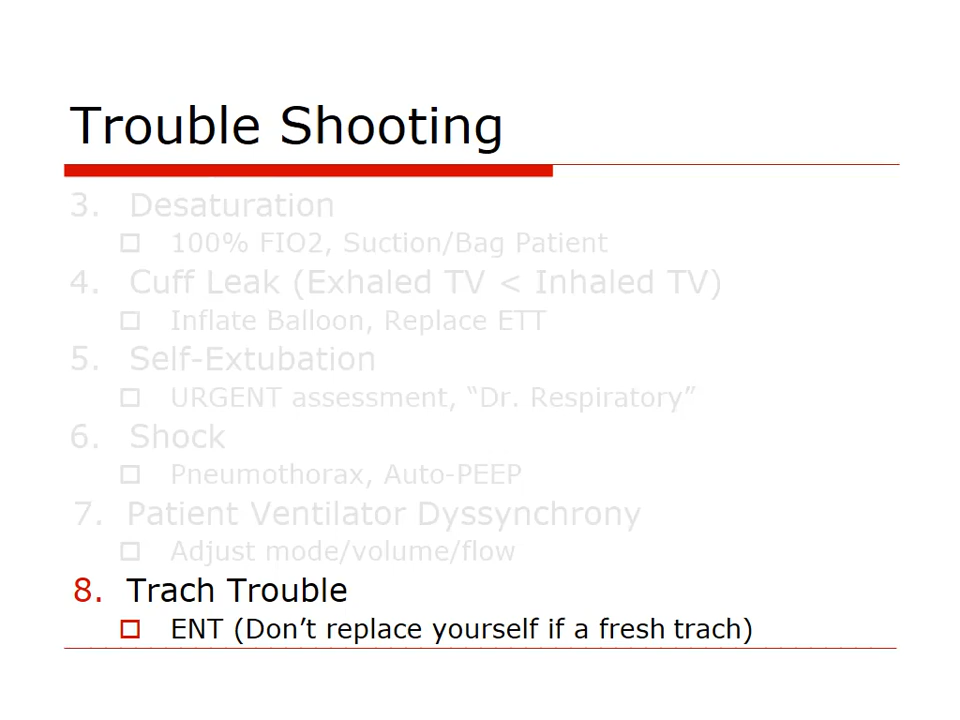 Trouble Shooting
3. Desaturation
100% FIO2, Suction/Bag Patient
4. Cuff Leak (Exhaled TV < Inhaled TV)
Inflate Balloon, Replace ETT
5. Self-Extubation
URGENT assessment, “Dr. Respiratory”
6. Shock
Pneumothorax, Auto-PEEP
7. Patient Ventilator Dyssynchrony
Adjust mode/volume/flow
8. Trach Trouble
ENT (Don’t replace yourself if a fresh trach)